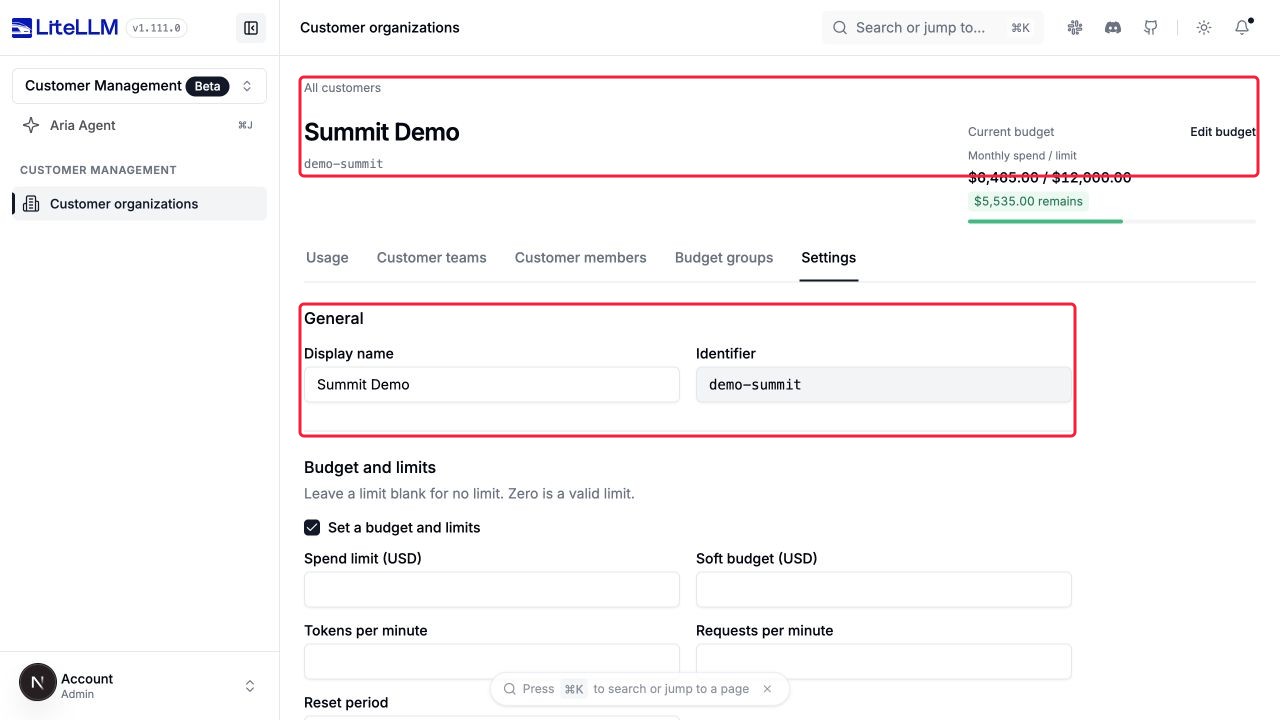 LiteLLM v1.111.0
Customer organizations
Search or jump to... ⌘K
Customer Management Beta
Aria Agent ⌘J
CUSTOMER MANAGEMENT
Customer organizations
All customers
Summit Demo
demo-summit
Current budget Edit budget
Monthly spend / limit
$6,465.00 / $12,000.00
$5,535.00 remains
Usage Customer teams Customer members Budget groups Settings
General
Display name Identifier
Summit Demo demo-summit
Budget and limits
Leave a limit blank for no limit. Zero is a valid limit.
Set a budget and limits
Spend limit (USD) Soft budget (USD)
Tokens per minute Requests per minute
Press ⌘K to search or jump to a page
Reset period
N Account
Admin